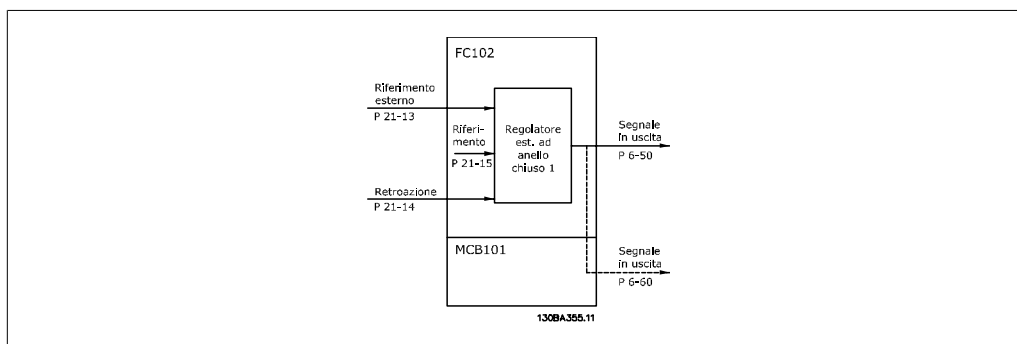 FC102
Riferimento
esterno
P 21-13
Riferi-
mento
P 21-15
Retroazione
P 21-14
Regolatore
est. ad
anello
chiuso 1
Segnale
in uscita
P 6-50
MCB101
Segnale
in uscita
P 6-60
130BA355.11